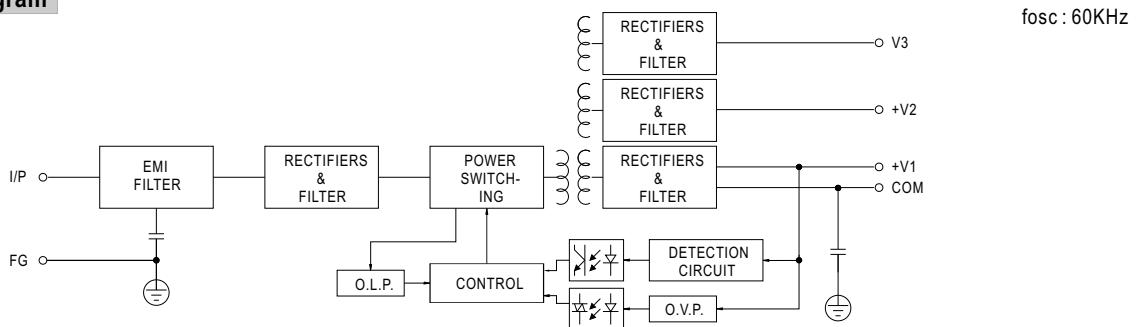 gram
fosc : 60KHz
RECTIFIERS
&
FILTER
V3
RECTIFIERS
&
FILTER
+V2
I/P
EMI
FILTER
RECTIFIERS
&
FILTER
POWER
SWITCH-
ING
RECTIFIERS
&
FILTER
+V1
COM
FG
O.L.P.
CONTROL
DETECTION
CIRCUIT
O.V.P.